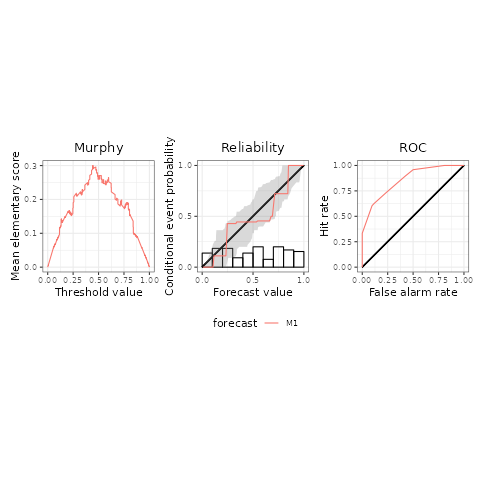 Murphy
Mean elementary score
0.3
0.2
0.1
0.0
0.00 0.25 0.50 0.75 1.00
Threshold value
Reliability
Conditional event probability
1.0
0.5
0.0
0.0 0.5 1.0
Forecast value
ROC
Hit rate
1.00
0.75
0.50
0.25
0.00
0.00 0.25 0.50 0.75 1.00
False alarm rate
forecast M1